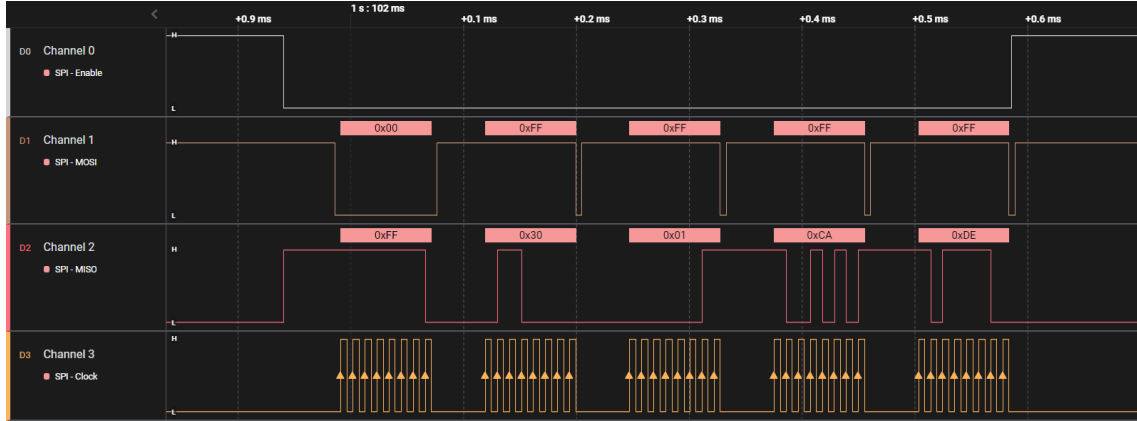 1 s : 102 ms
+0.9 ms +0.1 ms +0.2 ms +0.3 ms +0.4 ms +0.5 ms +0.6 ms
D0 Channel 0 H
SPI - Enable
L
0x00 0xFF 0xFF 0xFF 0xFF
D1 Channel 1 H
SPI - MOSI
L
0xFF 0x30 0x01 0xCA 0xDE
D2 Channel 2 H
SPI - MISO
L
H
D3 Channel 3
SPI - Clock
L